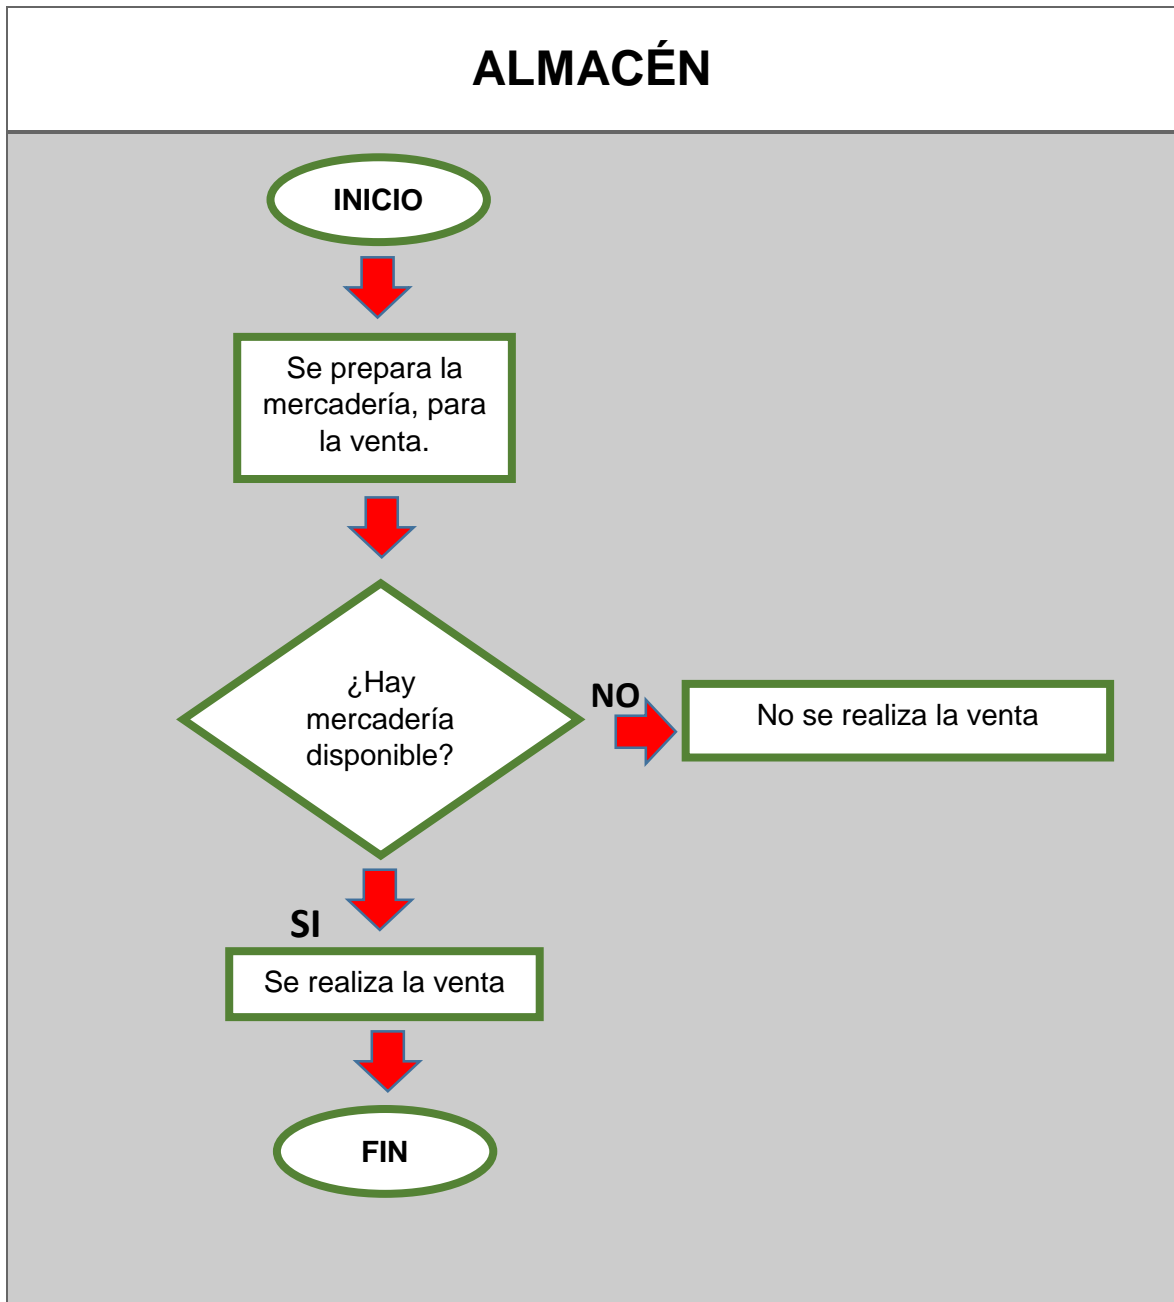 ALMACÉN
INICIO
Se prepara la
mercadería, para
la venta.
¿Hay
mercadería
disponible?
NO
No se realiza la venta
SI
Se realiza la venta
FIN